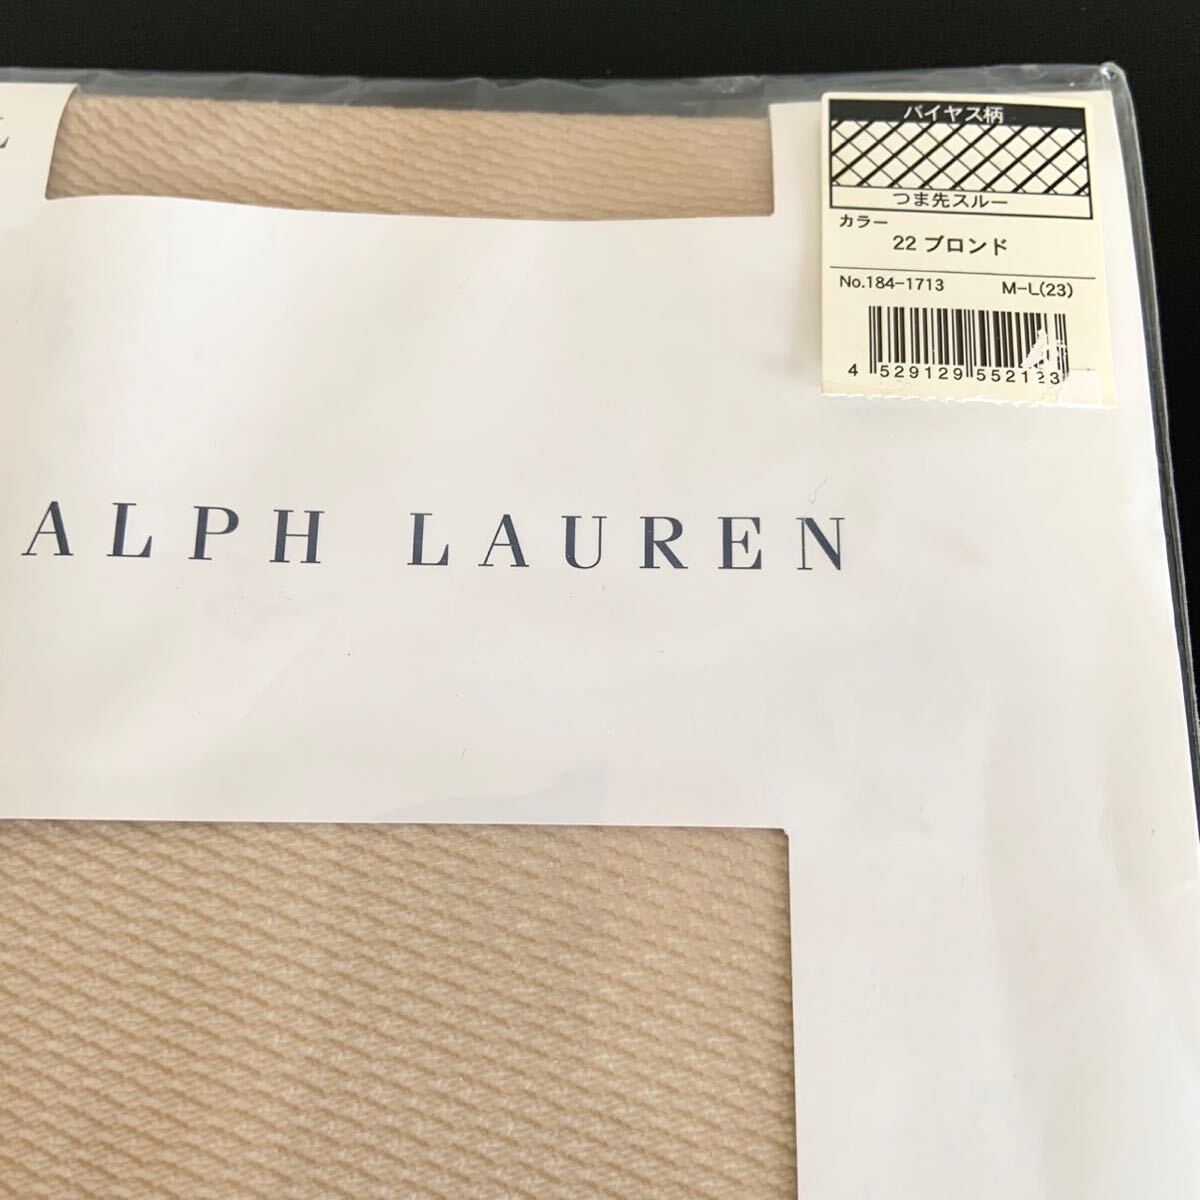 L
バイヤス柄
つま先スルー
カラー
22 ブロンド
No.184-1713 M-L(23)
4 529129 552123
ALPH LAUREN